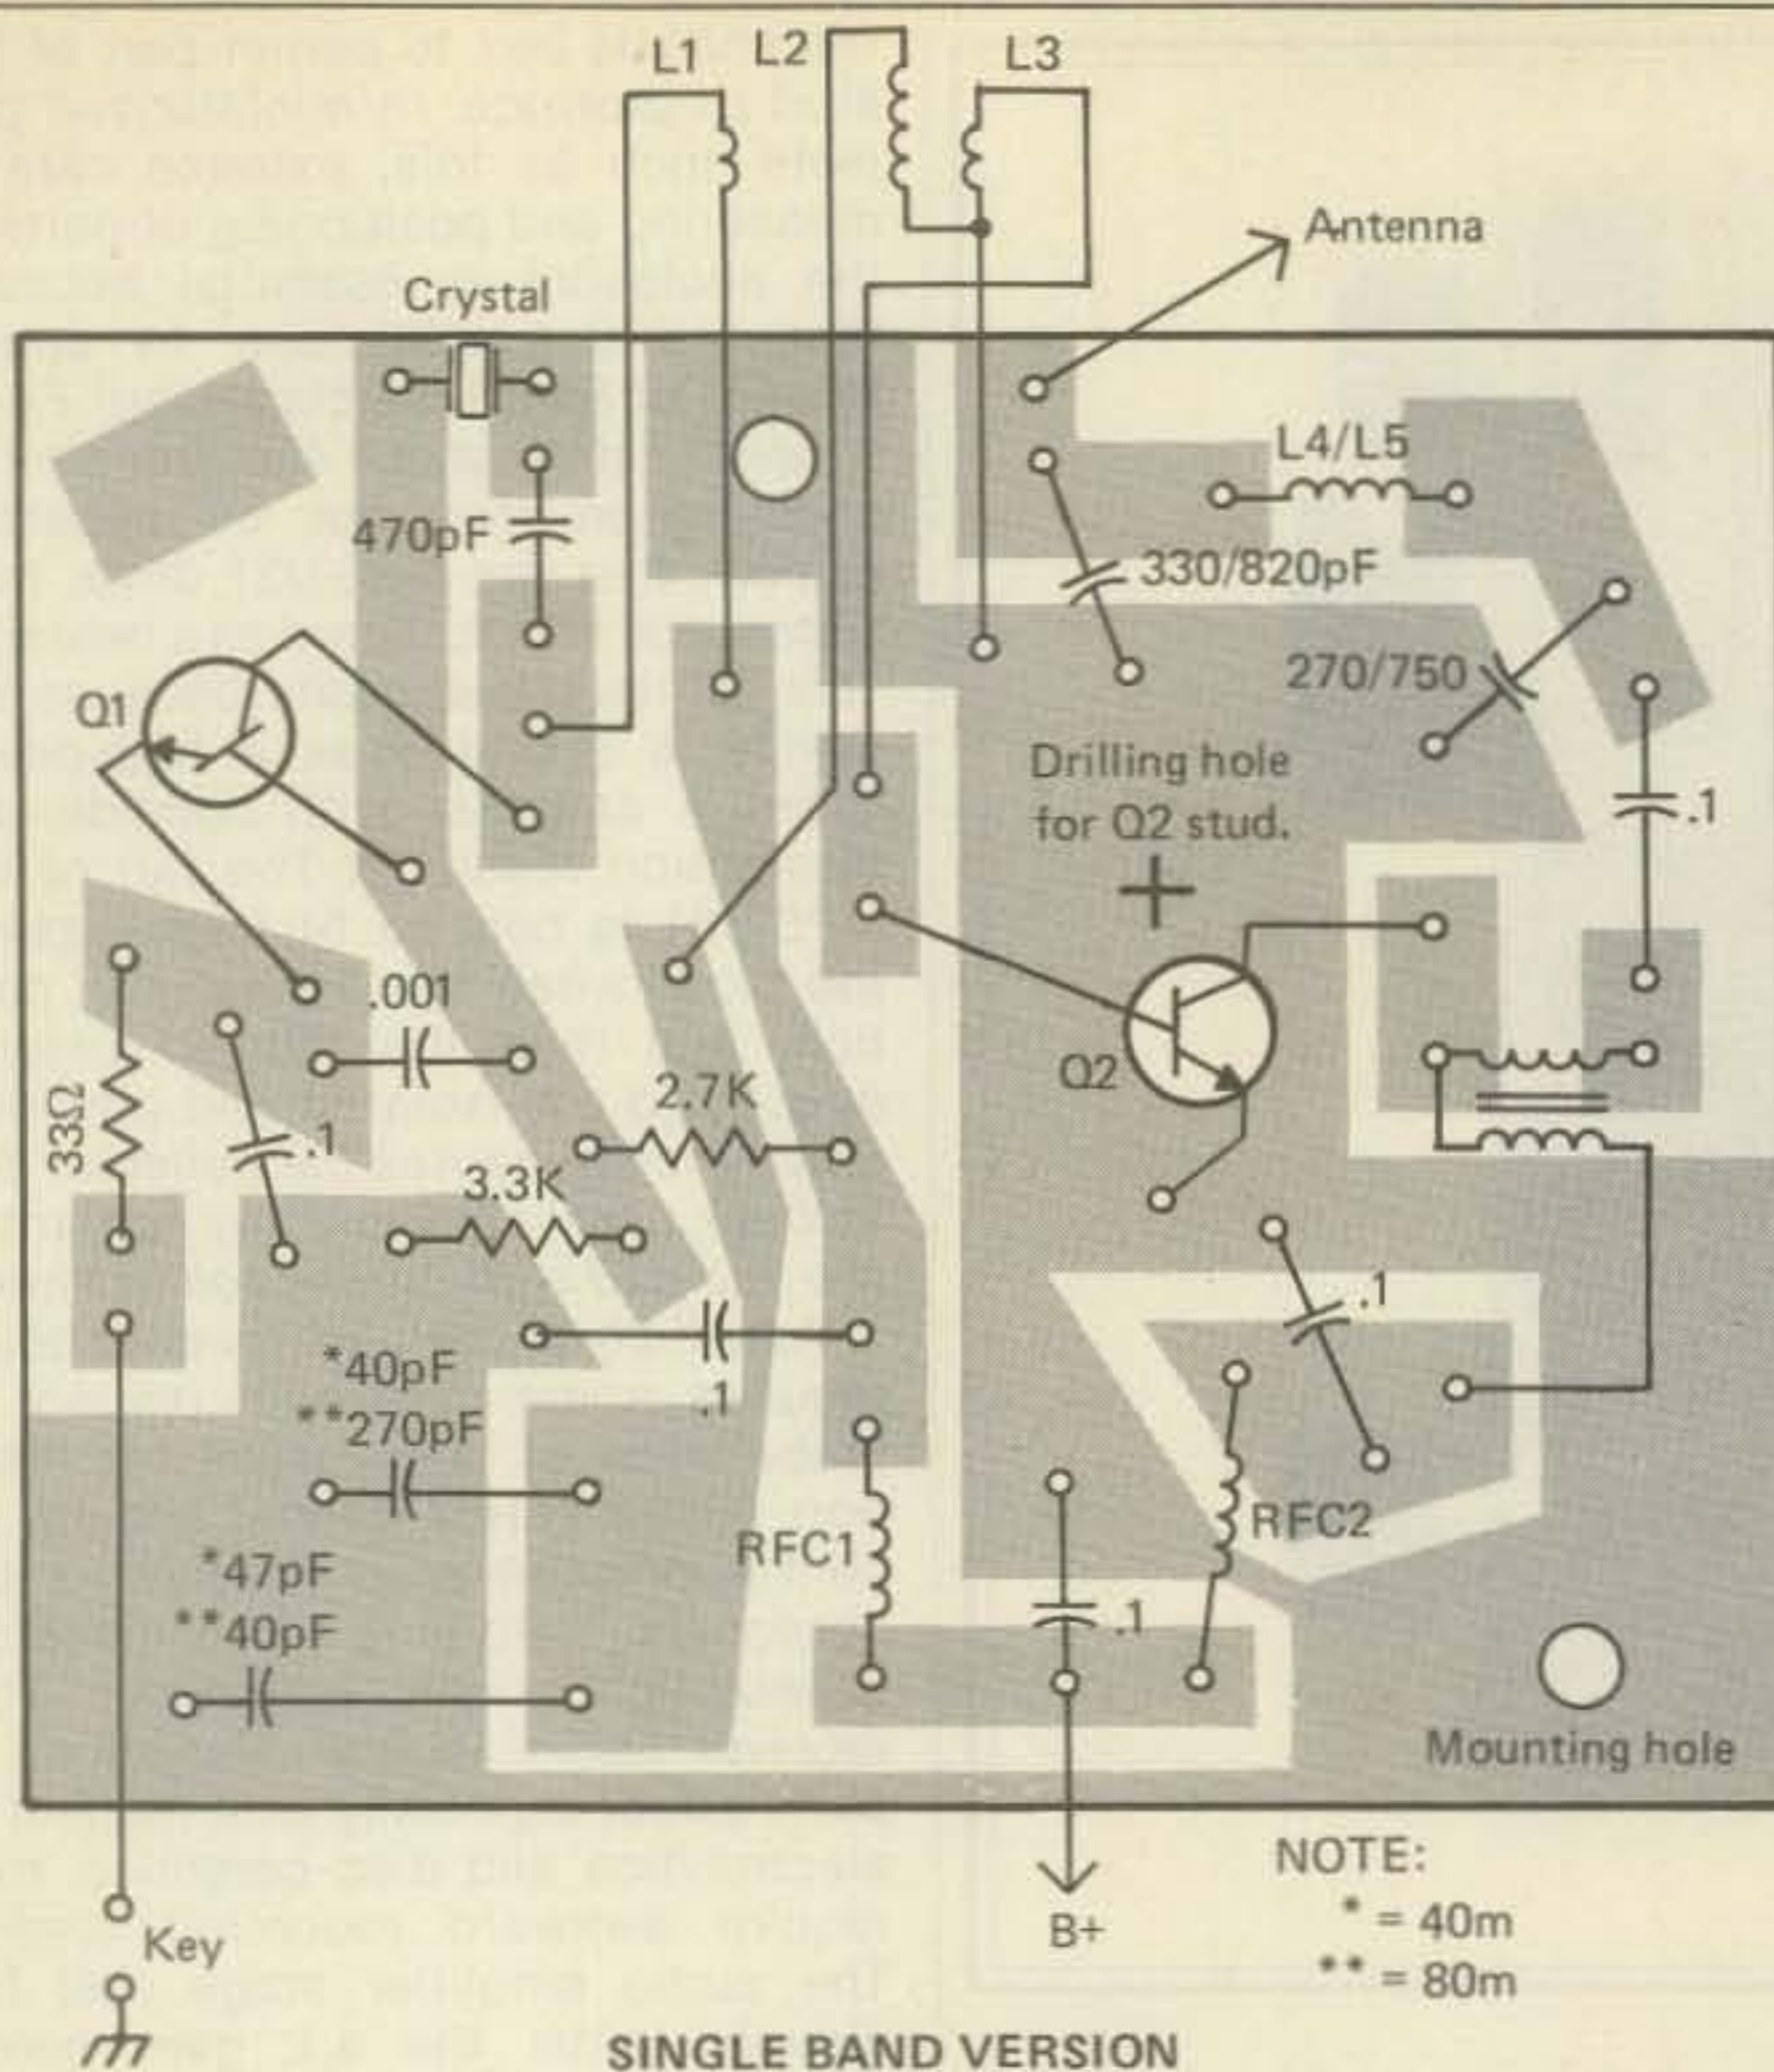 L1
L2
L3
Antenna
Crystal
L4/L5
470pF
330/820pF
Q1
270/750
Drilling hole
for Q2 stud.
.1
.001
33Ω
.1
2.7K
Q2
3.3K
.1
*40pF
**270pF
.1
RFC1
RFC2
*47pF
**40pF
.1
Mounting hole
Key
B+
NOTE:
* = 40m
** = 80m
SINGLE BAND VERSION